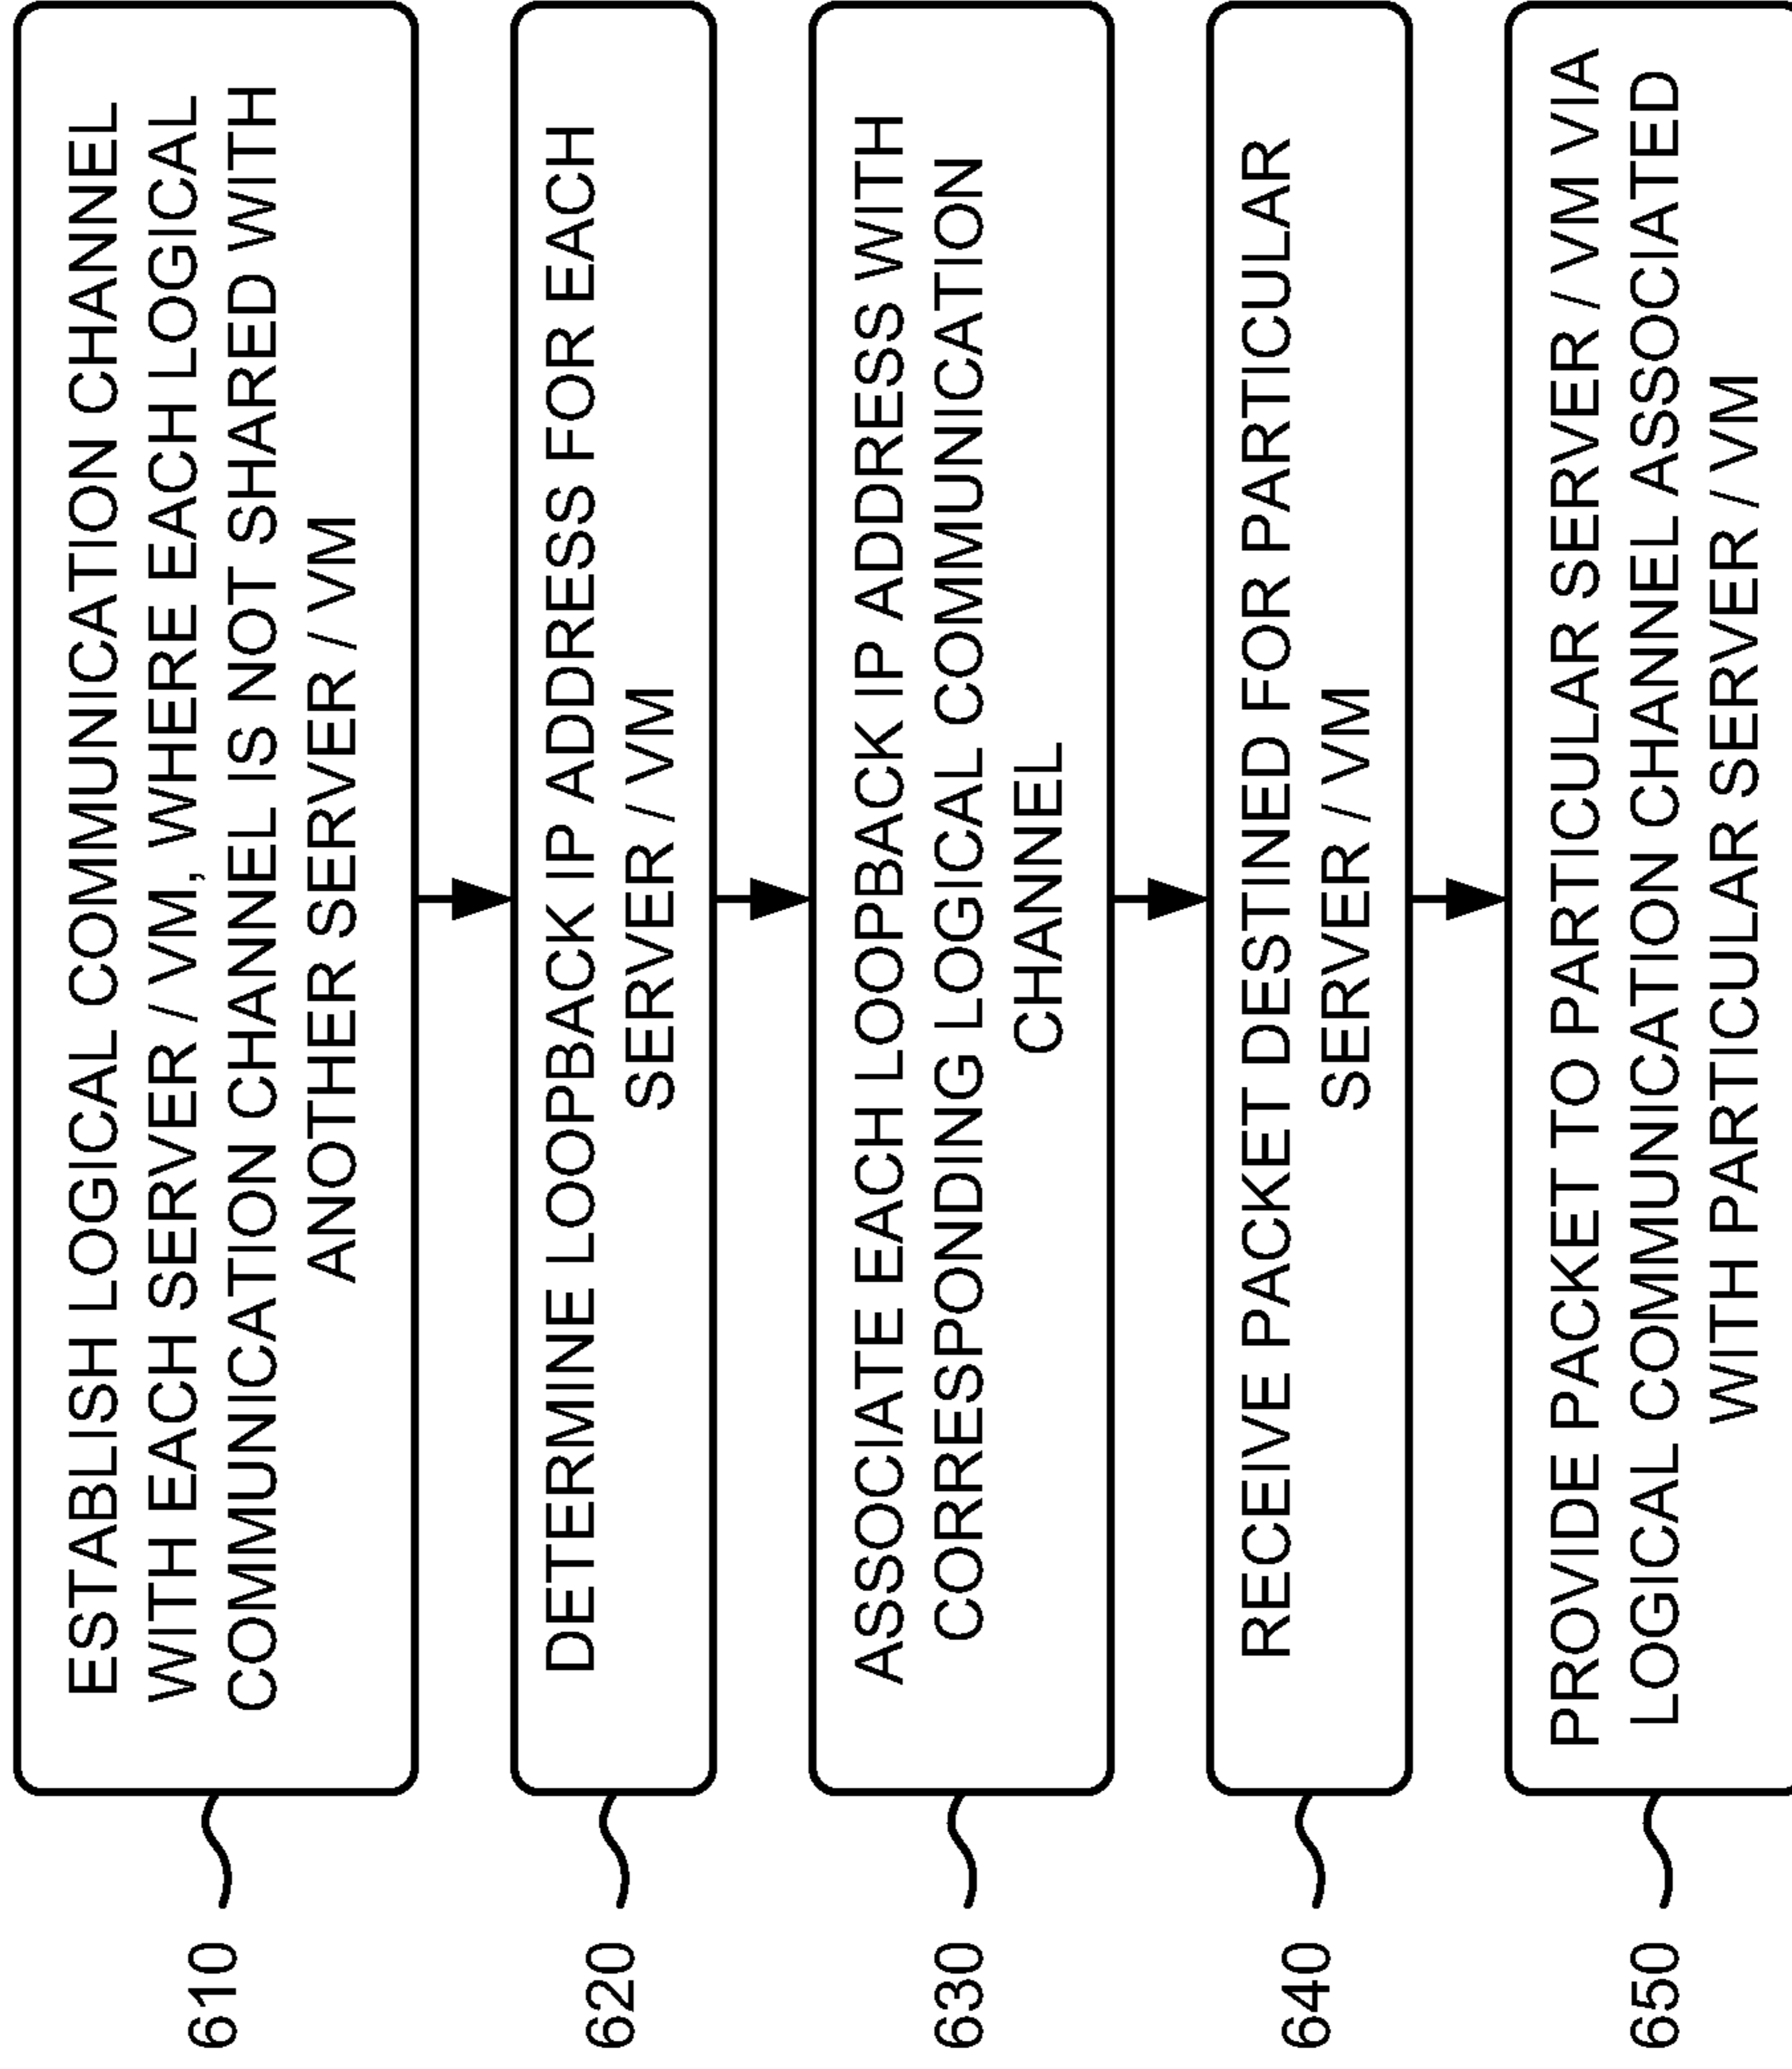 610
ESTABLISH LOGICAL COMMUNICATION CHANNEL
WITH EACH SERVER / VM, WHERE EACH LOGICAL
COMMUNICATION CHANNEL IS NOT SHARED WITH
ANOTHER SERVER / VM
620
DETERMINE LOOPBACK IP ADDRESS FOR EACH
SERVER / VM
630
ASSOCIATE EACH LOOPBACK IP ADDRESS WITH
CORRESPONDING LOGICAL COMMUNICATION
CHANNEL
640
RECEIVE PACKET DESTINED FOR PARTICULAR
SERVER / VM
650
PROVIDE PACKET TO PARTICULAR SERVER / VM VIA
LOGICAL COMMUNICATION CHANNEL ASSOCIATED
WITH PARTICULAR SERVER / VM